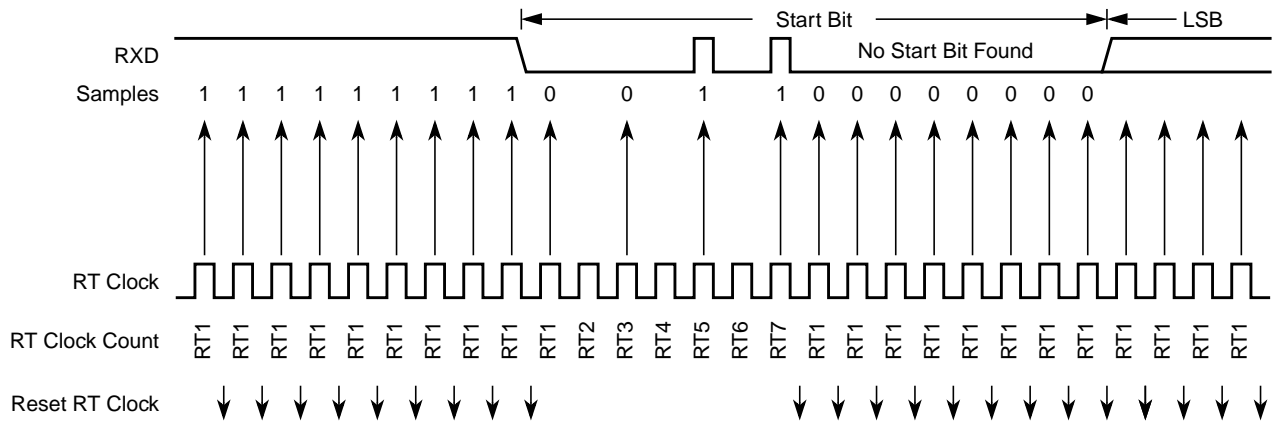 Start Bit LSB
RXD No Start Bit Found
Samples 1 1 1 1 1 1 1 1 1 0 0 1 1 0 0 0 0 0 0 0 0
RT Clock
RT Clock Count RT1 RT1 RT1 RT1 RT1 RT1 RT1 RT1 RT1 RT1 RT2 RT3 RT4 RT5 RT6 RT7 RT1 RT1 RT1 RT1 RT1 RT1 RT1 RT1 RT1 RT1 RT1 RT1
Reset RT Clock